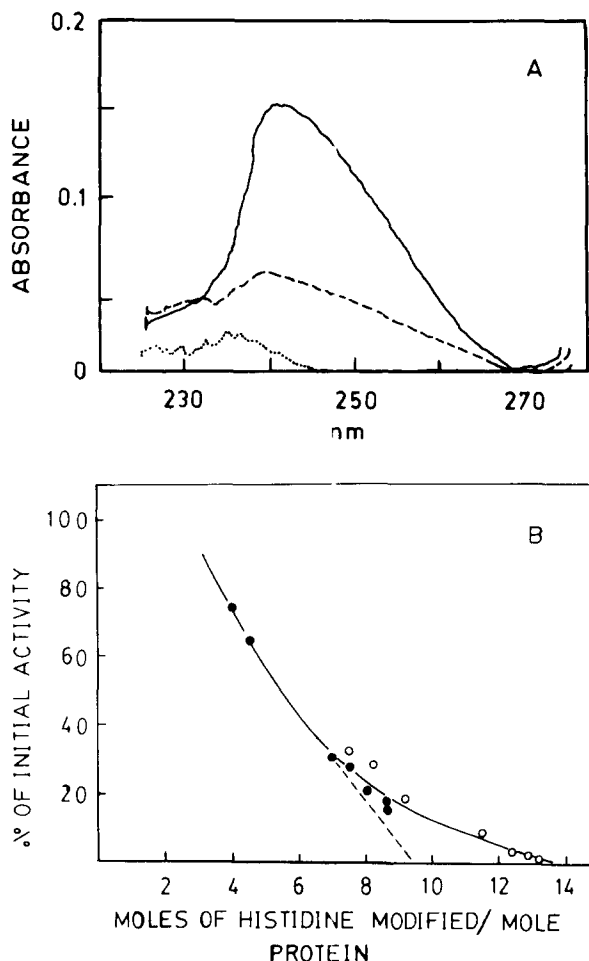 0.2
A
ABSORBANCE
0.1
0
230
250
270
nm
100
B
80
60
40
20
% OF INITIAL ACTIVITY
2
4
6
8
10
12
14
MOLES OF HISTIDINE MODIFIED/ MOLE
PROTEIN